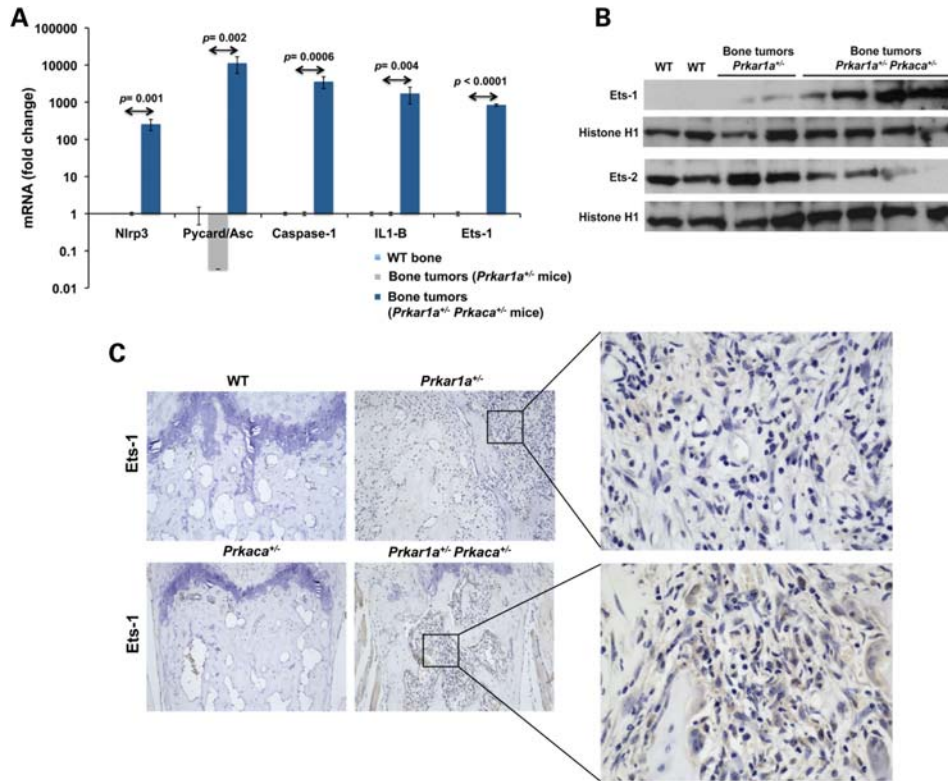 A
100000
10000
1000
100
10
1
0.1
0.01
mRNA (fold change)
p= 0.001
p= 0.002
p= 0.0006
p= 0.004
p < 0.0001
Nlrp3
Pycard/Asc
Caspase-1
IL1-B
Ets-1
WT bone
Bone tumors (Prkar1a+/- mice)
Bone tumors
(Prkar1a+/- Prkaca+/- mice)
B
Bone tumors
Bone tumors
WT WT Prkar1a+/- Prkar1a+/- Prkaca+/-
Ets-1
Histone H1
Ets-2
Histone H1
C
WT
Prkar1a+/-
Ets-1
Prkaca+/-
Prkar1a+/- Prkaca+/-
Ets-1